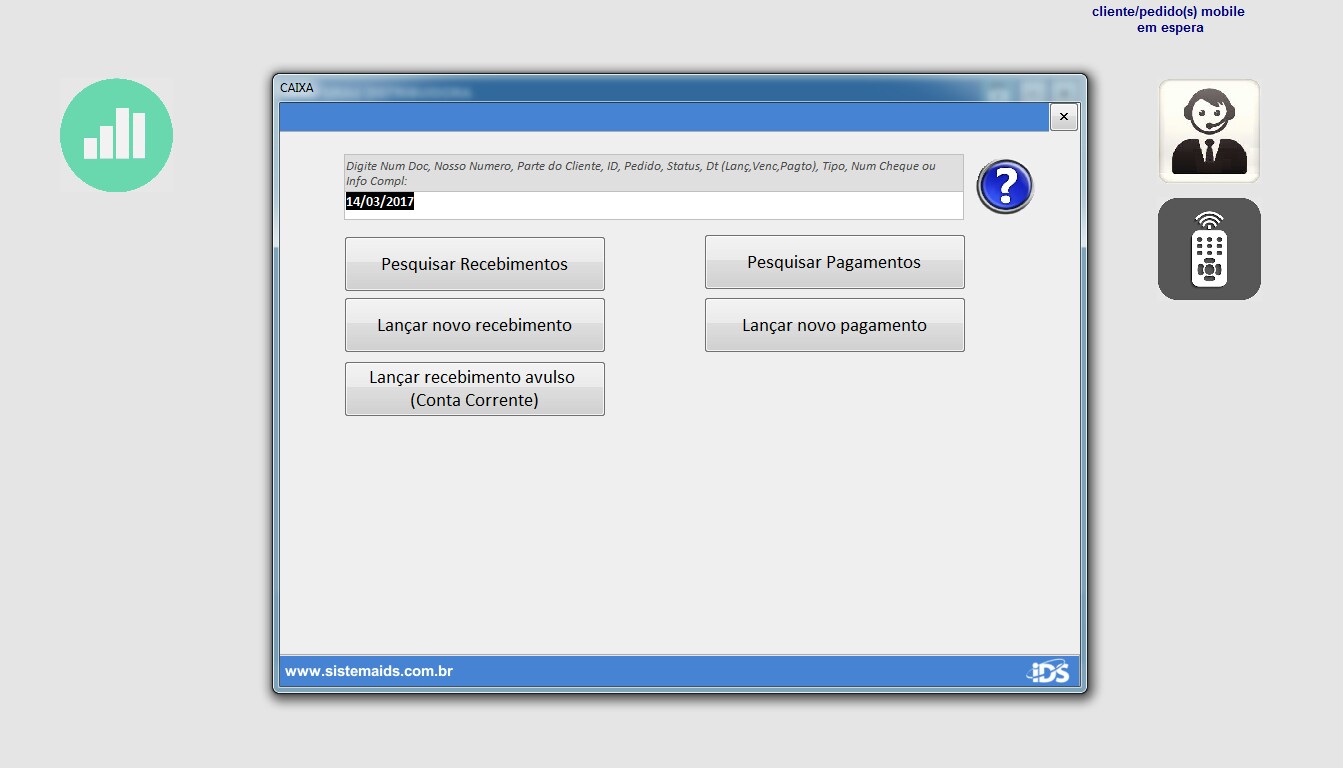 cliente/pedido(s) mobile
em espera
CAIXA
Digite Num Doc, Nosso Numero, Parte do Cliente, ID, Pedido, Status, Dt (Lanç,Venc,Pagto), Tipo, Num Cheque ou
Info Compl:
14/03/2017
Pesquisar Recebimentos
Pesquisar Pagamentos
Lançar novo recebimento
Lançar novo pagamento
Lançar recebimento avulso
(Conta Corrente)
www.sistemaids.com.br
iDS